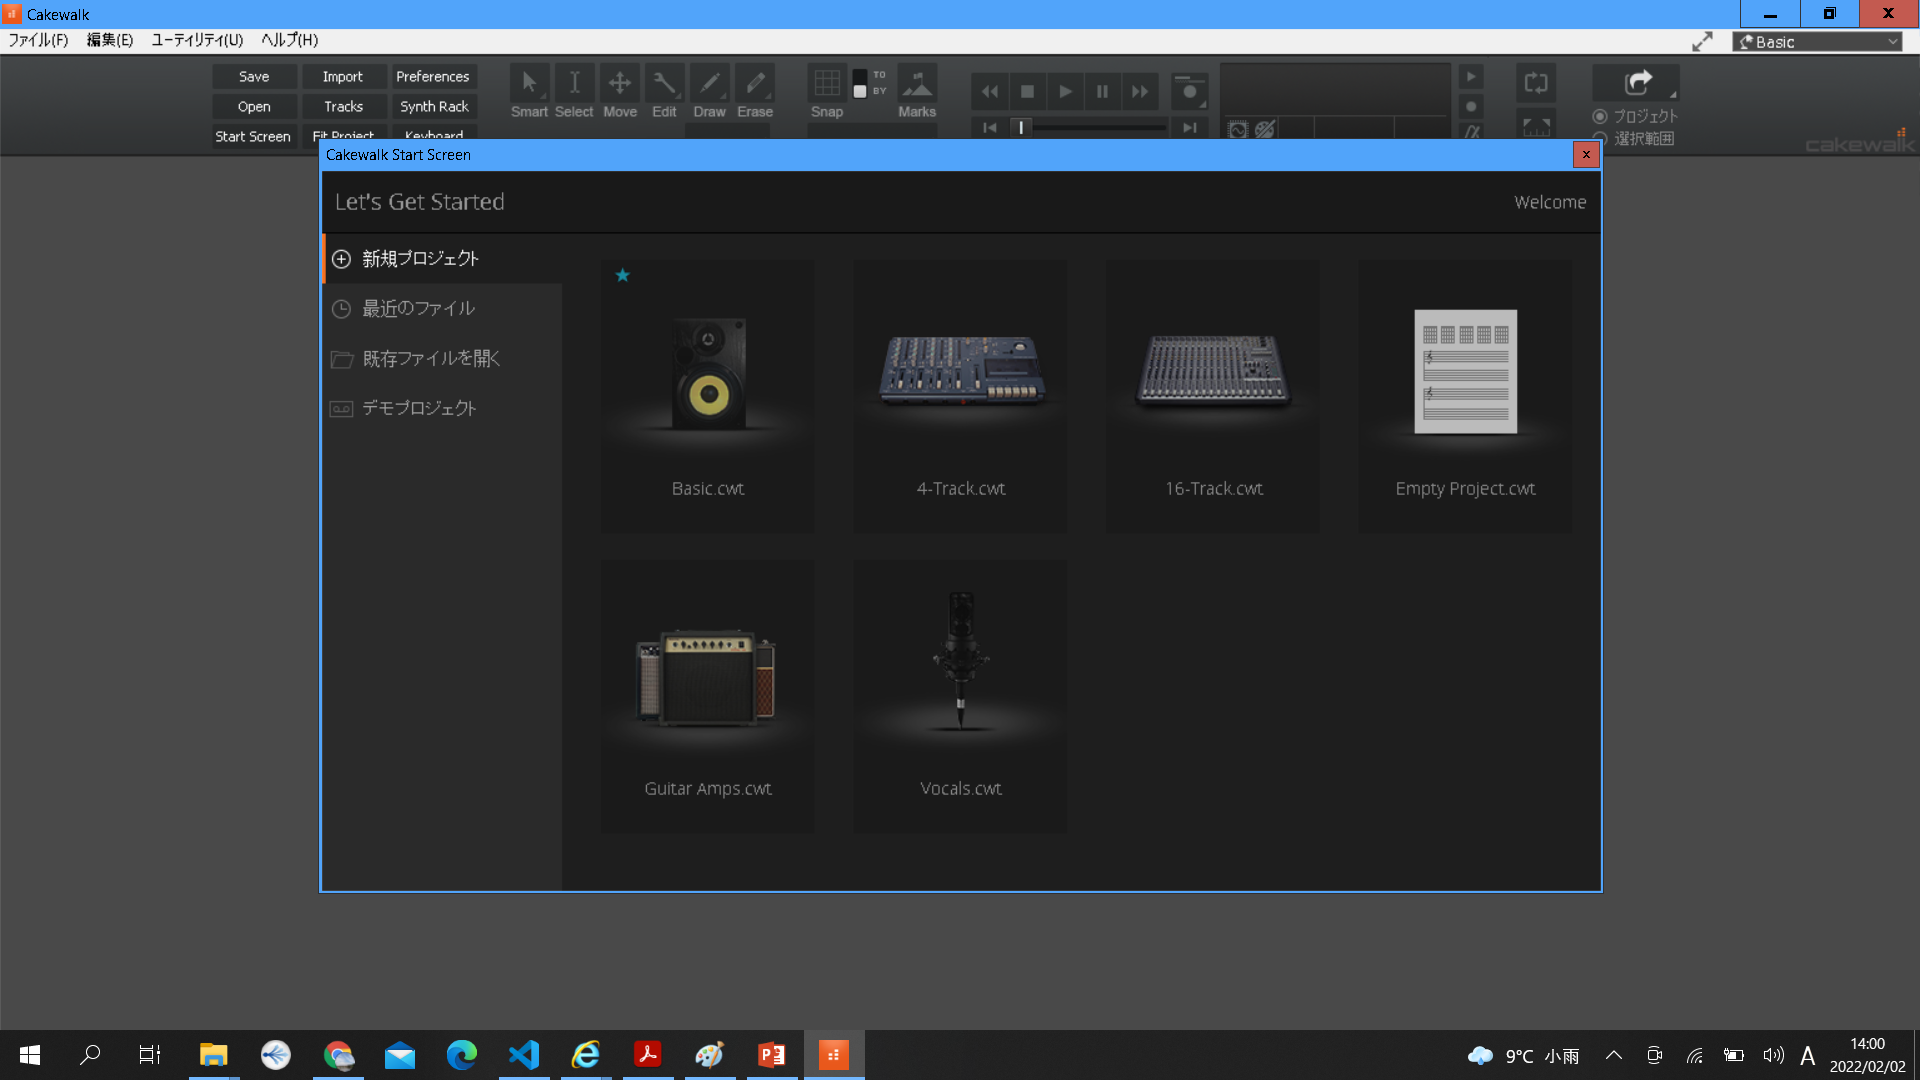 Cakewalk
ファイル(F) 編集(E) ユーティリティ(U) ヘルプ(H)
Basic
Save Import Preferences
Open Tracks Synth Rack
Start Screen Fit Project Keyboard
Smart Select Move Edit Draw Erase
Snap TO BY Marks
プロジェクト
選択範囲
cakewalk
Cakewalk Start Screen
x
Let's Get Started
Welcome
新規プロジェクト
最近のファイル
既存ファイルを開く
デモプロジェクト
Basic.cwt
4-Track.cwt
16-Track.cwt
Empty Project.cwt
Guitar Amps.cwt
Vocals.cwt
9°C 小雨
A
14:00
2022/02/02